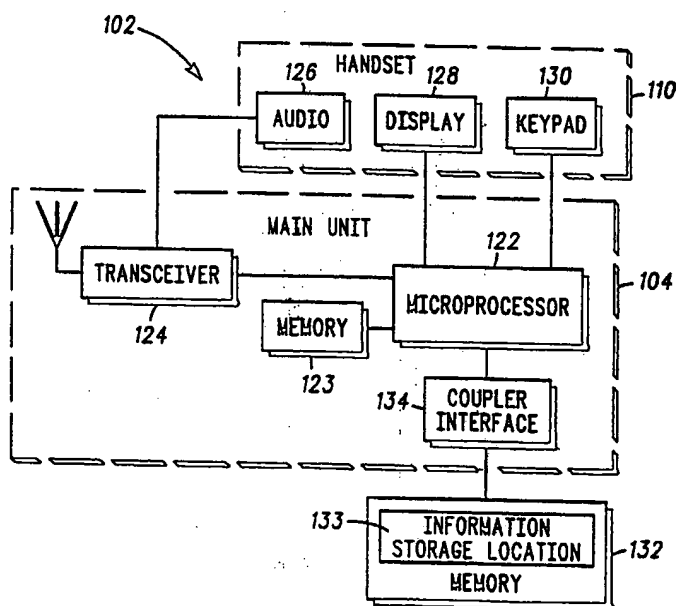 102
HANDSET
126
128
130
110
AUDIO
DISPLAY
KEYPAD
MAIN UNIT
122
TRANSCEIVER
124
MICROPROCESSOR
104
MEMORY
123
134
COUPLER
INTERFACE
133
INFORMATION
STORAGE LOCATION
132
MEMORY